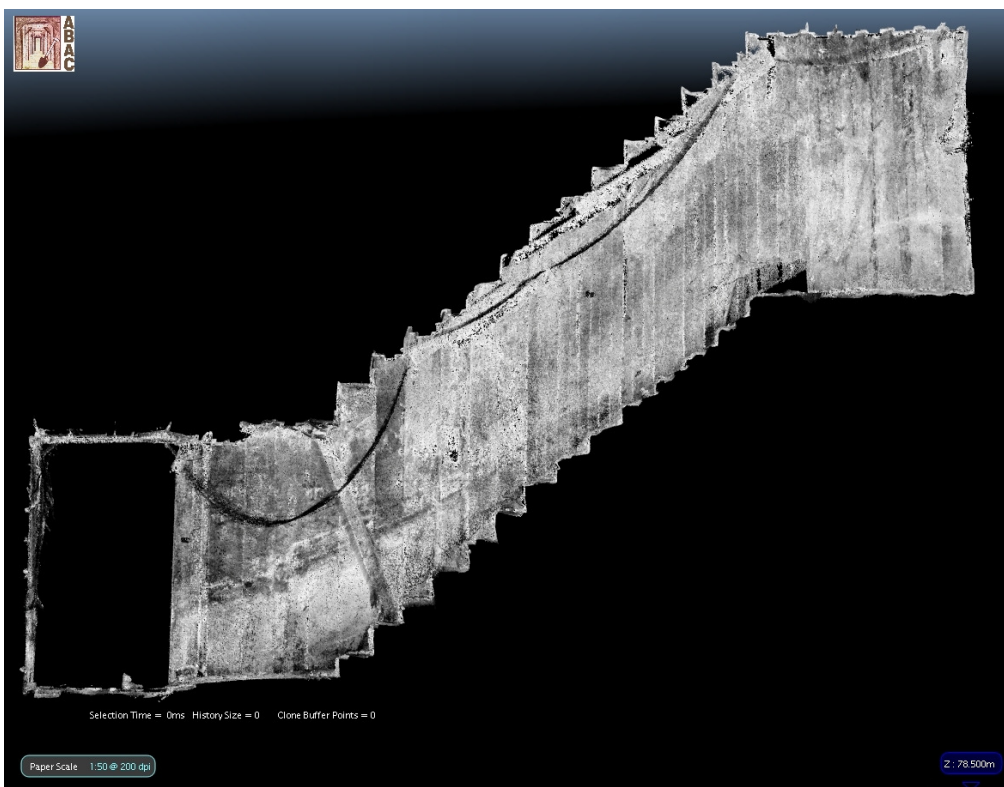 ABAC
Selection Time = 0ms History Size = 0 Clone Buffer Points = 0
Paper Scale 1:50 @ 200 dpi
Z : 78.500m